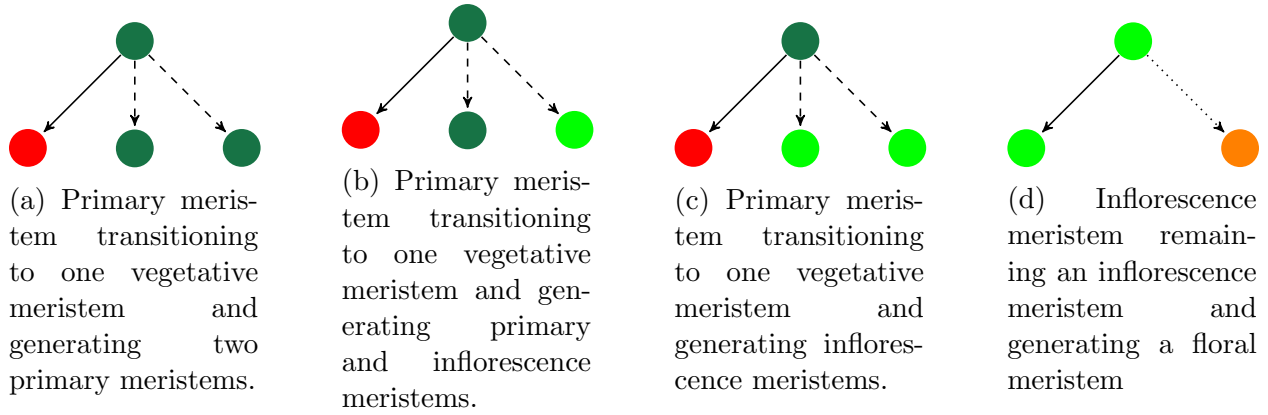 (a) Primary meris-
tem transitioning
to one vegetative
meristem and
generating two
primary meristems.
(b) Primary meris-
tem transitioning
to one vegetative
meristem and gen-
erating primary
and inflorescence
meristems.
(c) Primary meris-
tem transitioning
to one vegetative
meristem and
generating inflores-
cence meristems.
(d) Inflorescence
meristem remain-
ing an inflorescence
meristem and
generating a floral
meristem